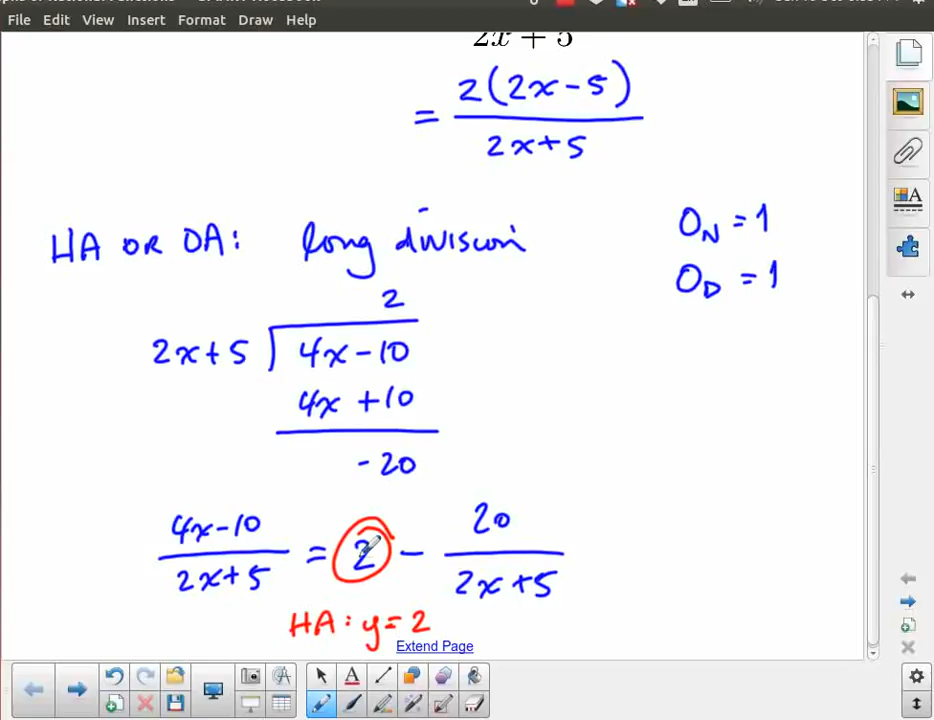 File Edit View Insert Format Draw Help
2x + 5
= 2(2x-5)
2x+5
HA OR OA: long division
O_N = 1
O_D = 1
2
2x+5 4x-10
4x +10
-20
4x-10 / 2x+5 = 2 - 20 / 2x+5
HA: y=2
Extend Page